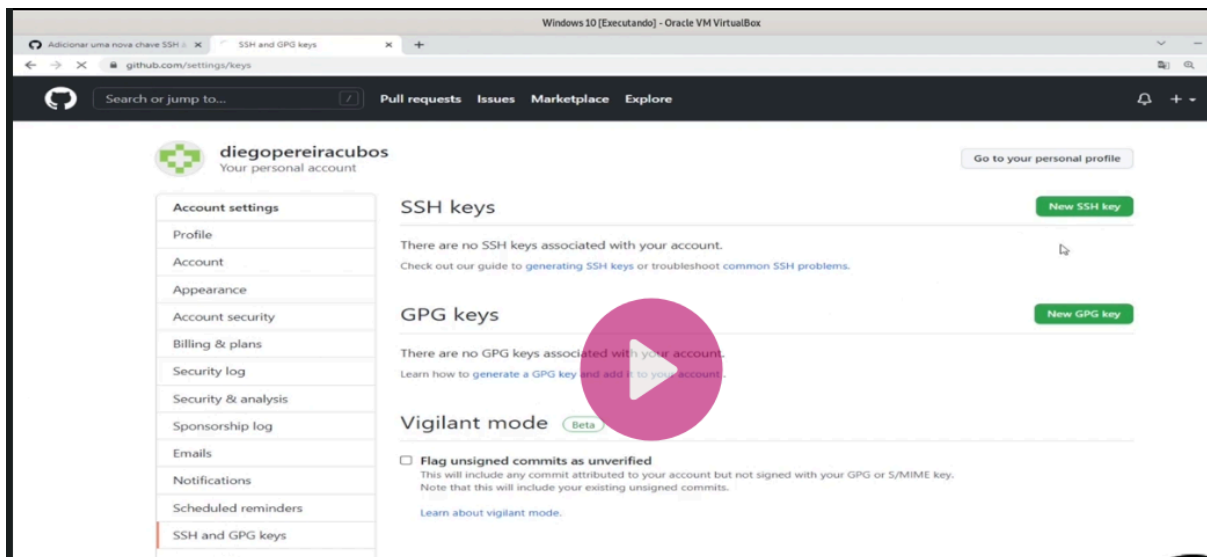 Windows 10 [Executando] - Oracle VM VirtualBox
Adicionar uma nova chave SSH à
SSH and GPG keys
github.com/settings/keys
Search or jump to...
/
Pull requests Issues Marketplace Explore
diegopereiracubos
Your personal account
Go to your personal profile
Account settings
Profile
Account
Appearance
Account security
Billing & plans
Security log
Security & analysis
Sponsorship log
Emails
Notifications
Scheduled reminders
SSH and GPG keys
SSH keys
New SSH key
There are no SSH keys associated with your account.
Check out our guide to generating SSH keys or troubleshoot common SSH problems.
GPG keys
New GPG key
There are no GPG keys associated with your account.
Learn how to generate a GPG key and add it to your account.
Vigilant mode Beta
Flag unsigned commits as unverified
This will include any commit attributed to your account but not signed with your GPG or S/MIME key.
Note that this will include your existing unsigned commits.
Learn about vigilant mode.